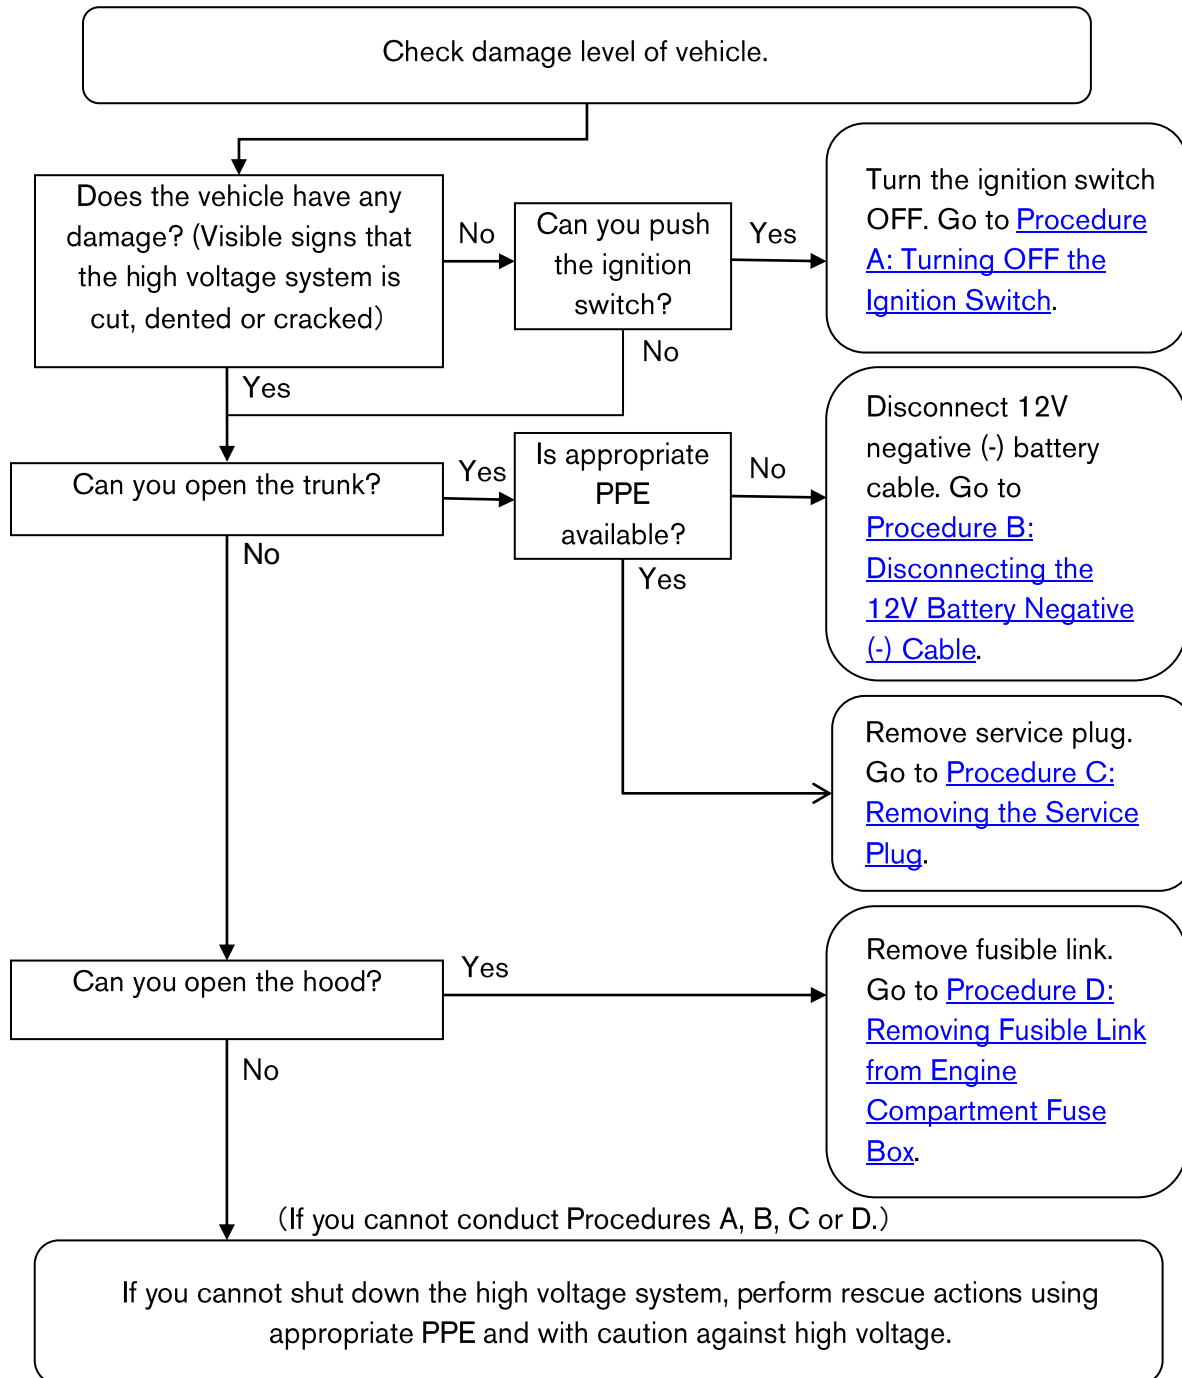 Check damage level of vehicle.
Does the vehicle have any
damage? (Visible signs that
the high voltage system is
cut, dented or cracked)
No
Can you push
the ignition
switch?
Yes
Turn the ignition switch
OFF. Go to Procedure
A: Turning OFF the
Ignition Switch.
No
Yes
Can you open the trunk?
Yes
Is appropriate
PPE
available?
No
Disconnect 12V
negative (-) battery
cable. Go to
Procedure B:
Disconnecting the
12V Battery Negative
(-) Cable.
No
Yes
Remove service plug.
Go to Procedure C:
Removing the Service
Plug.
Can you open the hood?
Yes
Remove fusible link.
Go to Procedure D:
Removing Fusible Link
from Engine
Compartment Fuse
Box.
No
(If you cannot conduct Procedures A, B, C or D.)
If you cannot shut down the high voltage system, perform rescue actions using
appropriate PPE and with caution against high voltage.